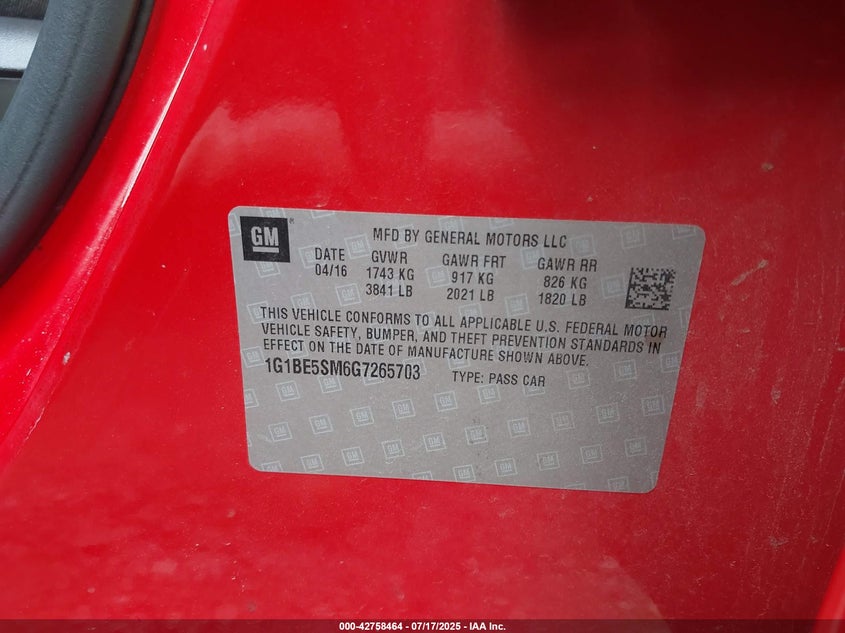 GM
MFD BY GENERAL MOTORS LLC
DATE GVWR GAWR FRT GAWR RR
04/16 1743 KG 917 KG 826 KG
3841 LB 2021 LB 1820 LB
THIS VEHICLE CONFORMS TO ALL APPLICABLE U.S. FEDERAL MOTOR
VEHICLE SAFETY, BUMPER, AND THEFT PREVENTION STANDARDS IN
EFFECT ON THE DATE OF MANUFACTURE SHOWN ABOVE.
1G1BE5SM6G7265703 TYPE: PASS CAR
000-42758464 - 07/17/2025 - IAA Inc.